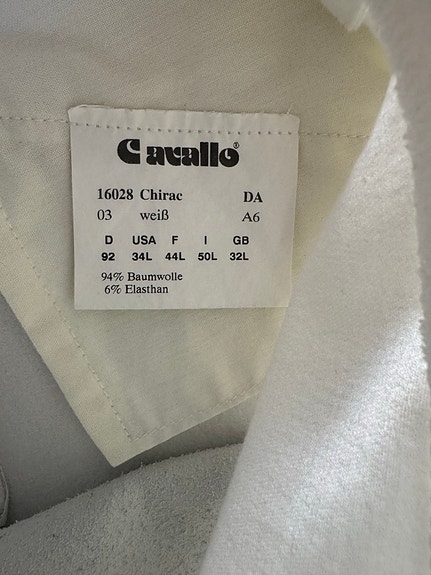 Cavallo®
16028 Chirac DA
03 weiß A6
D USA F I GB
92 34L 44L 50L 32L
94% Baumwolle
6% Elasthan